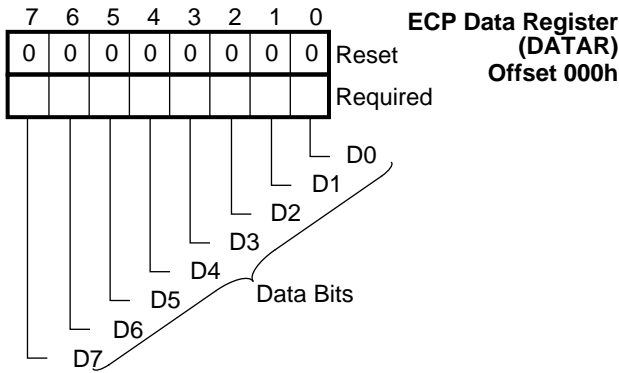 7 6 5 4 3 2 1 0
ECP Data Register
(DATAR)
Offset 000h
0 0 0 0 0 0 0 0 Reset
Required
D0
D1
D2
D3
D4
D5
D6
D7
Data Bits